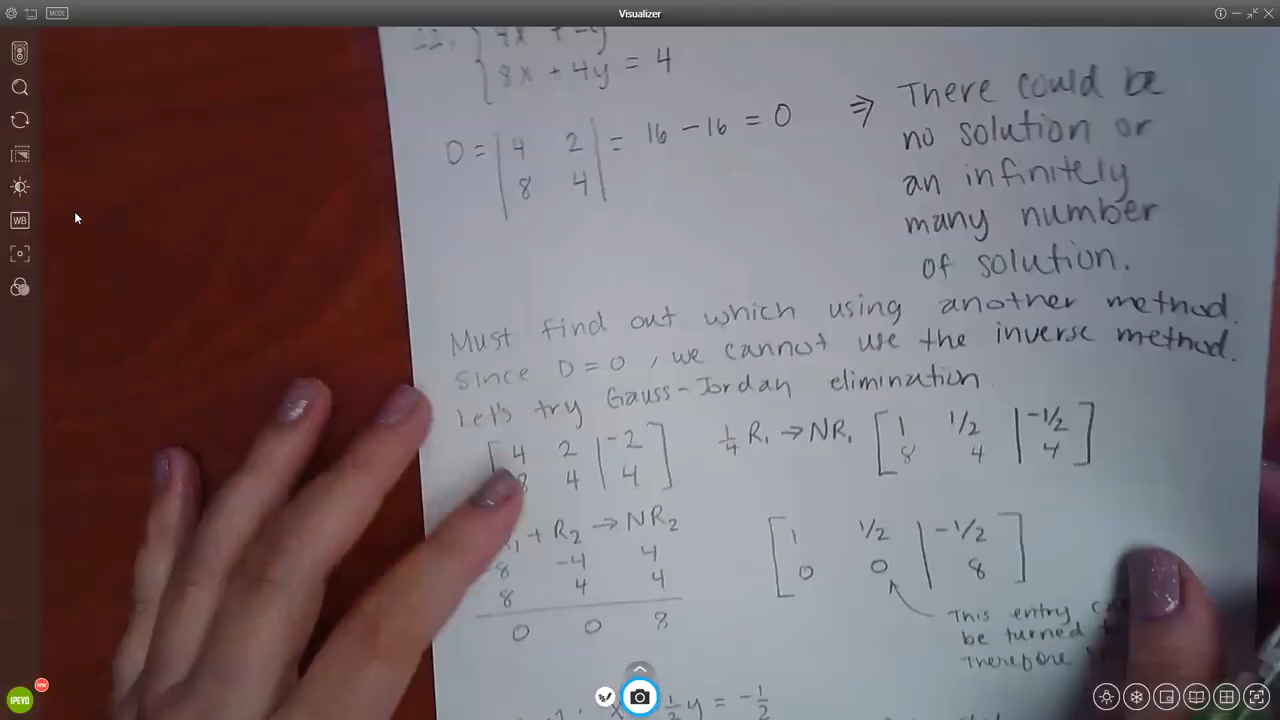 MODE
Visualizer
WB
22.
8x + 4y = 4
D = | 4 2 | = 16 - 16 = 0
8 4
⇒ There could be
no solution or
an infinitely
many number
of solution.
Must find out which using another method.
Since D = 0, we cannot use the inverse method.
Let's try Gauss-Jordan elimination
[ 4 2 | -2 ]
4 | 4
1/4 R₁ → NR₁
[ 1 1/2 | -1/2 ]
8 4 | 4
+ R₂ → NR₂
-4 4
8 4 4
0 0 8
[ 1 1/2 | -1/2 ]
0 0 | 8
This entry
be turned
Therefore
1/2 y = -1/2
IPEVO